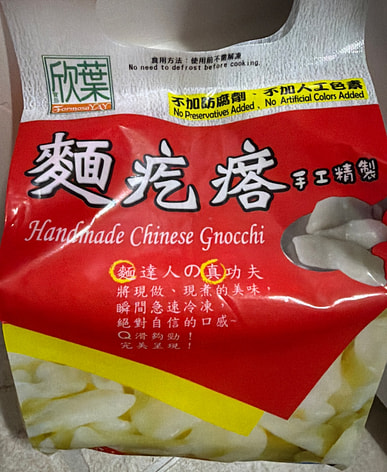 食用方法：使用前不需解凍
No need to defrost before cooking.
欣葉
FormosaYAY
不加防腐劑、不加人工色素
No Preservatives Added、No Artificial Colors Added
麵疙瘩
手工精製
Handmade Chinese Gnocchi
麵達人の真功夫
將現做、現煮的美味，
瞬間急速冷凍，
絕對自信的口感~
Q滑夠勁！
完美呈現！